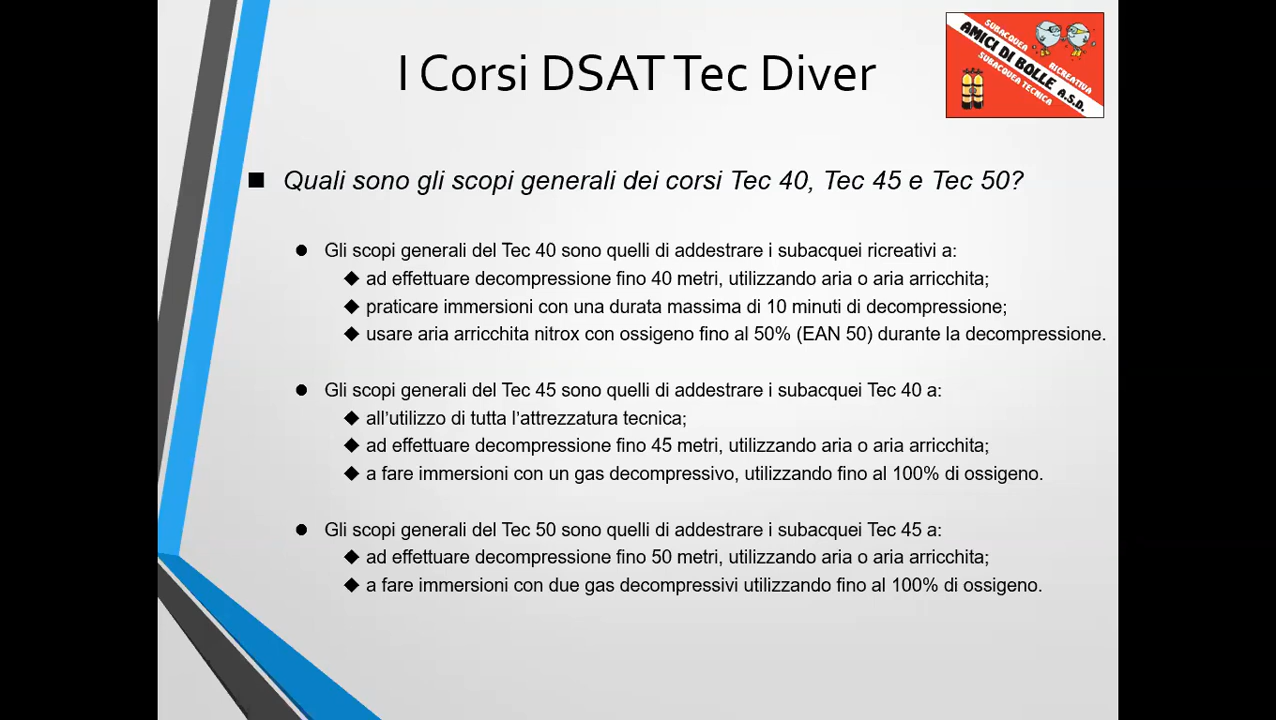 I Corsi DSAT Tec Diver
SUBACQUEA RICREATIVA
AMICI DI BOLLE A.S.D.
SUBACQUEA TECNICA
Quali sono gli scopi generali dei corsi Tec 40, Tec 45 e Tec 50?
Gli scopi generali del Tec 40 sono quelli di addestrare i subacquei ricreativi a:
ad effettuare decompressione fino 40 metri, utilizzando aria o aria arricchita;
praticare immersioni con una durata massima di 10 minuti di decompressione;
usare aria arricchita nitrox con ossigeno fino al 50% (EAN 50) durante la decompressione.
Gli scopi generali del Tec 45 sono quelli di addestrare i subacquei Tec 40 a:
all'utilizzo di tutta l'attrezzatura tecnica;
ad effettuare decompressione fino 45 metri, utilizzando aria o aria arricchita;
a fare immersioni con un gas decompressivo, utilizzando fino al 100% di ossigeno.
Gli scopi generali del Tec 50 sono quelli di addestrare i subacquei Tec 45 a:
ad effettuare decompressione fino 50 metri, utilizzando aria o aria arricchita;
a fare immersioni con due gas decompressivi utilizzando fino al 100% di ossigeno.